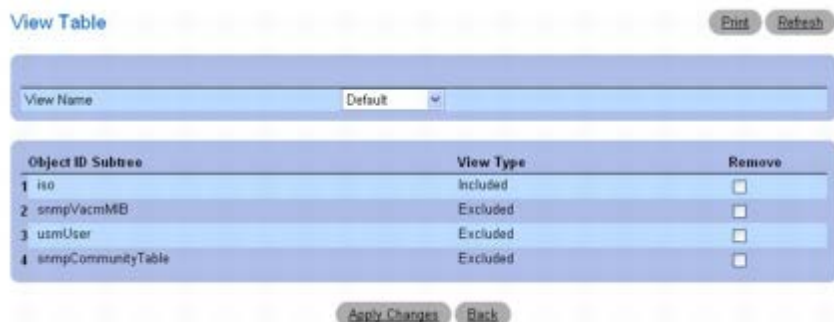 View Table Print Refresh
View Name Default
Object ID Subtree View Type Remove
1 iso Included
2 snmpVacmMIB Excluded
3 usmUser Excluded
4 snmpCommunityTable Excluded
Apply Changes Back